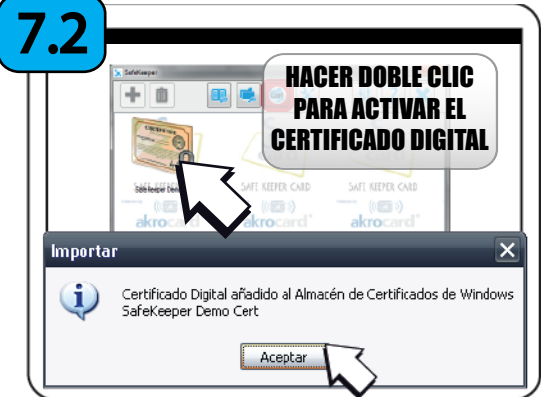 7.2
SafeKeeper
HACER DOBLE CLIC
PARA ACTIVAR EL
CERTIFICADO DIGITAL
SafeKeeper Demo
SAFE KEEPER CARD
SAFE KEEPER CARD
akrocard
akrocard
akrocard
Importar
Certificado Digital añadido al Almacén de Certificados de Windows
SafeKeeper Demo Cert
Aceptar